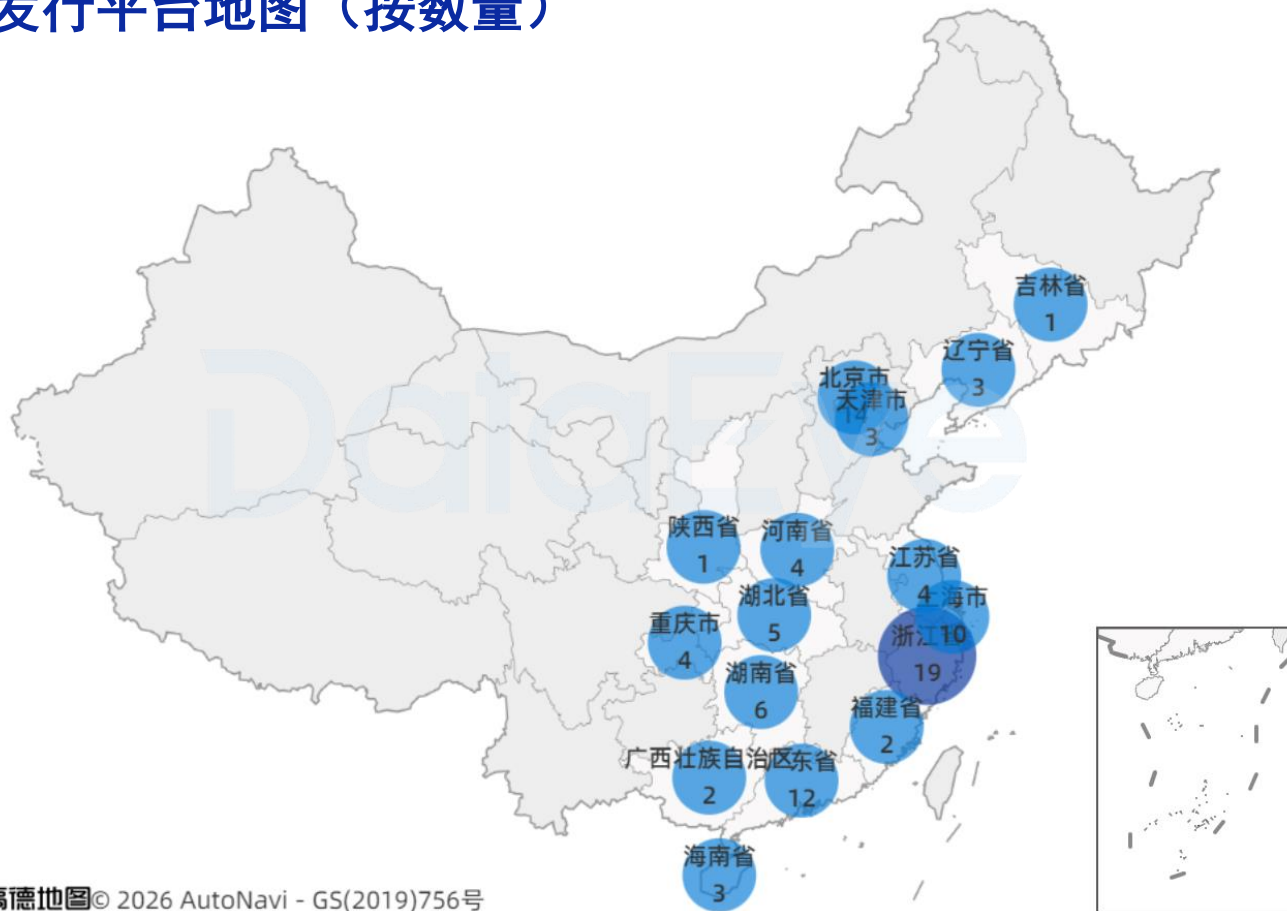 发行平台地图（按数量）
DataEye
吉林省
1
辽宁省
3
北京市
14
天津市
3
陕西省
1
河南省
4
江苏省
4
海市
10
湖北省
5
重庆市
4
浙江
19
湖南省
6
福建省
2
广西壮族自治区
2
东省
12
海南省
3
高德地图© 2026 AutoNavi - GS(2019)756号